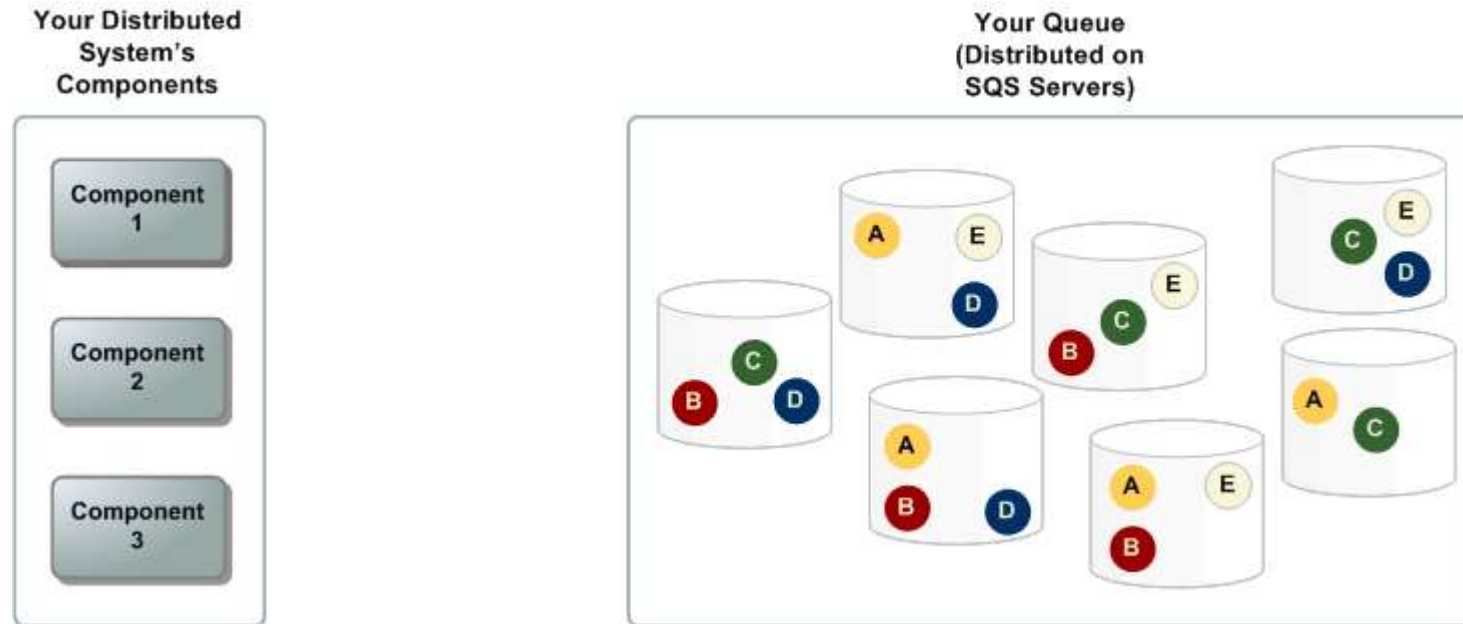 Your Distributed
System's
Components
Component
1
Component
2
Component
3
Your Queue
(Distributed on
SQS Servers)
C
B
D
A
E
D
E
C
B
E
C
D
A
B
D
A
E
B
A
C